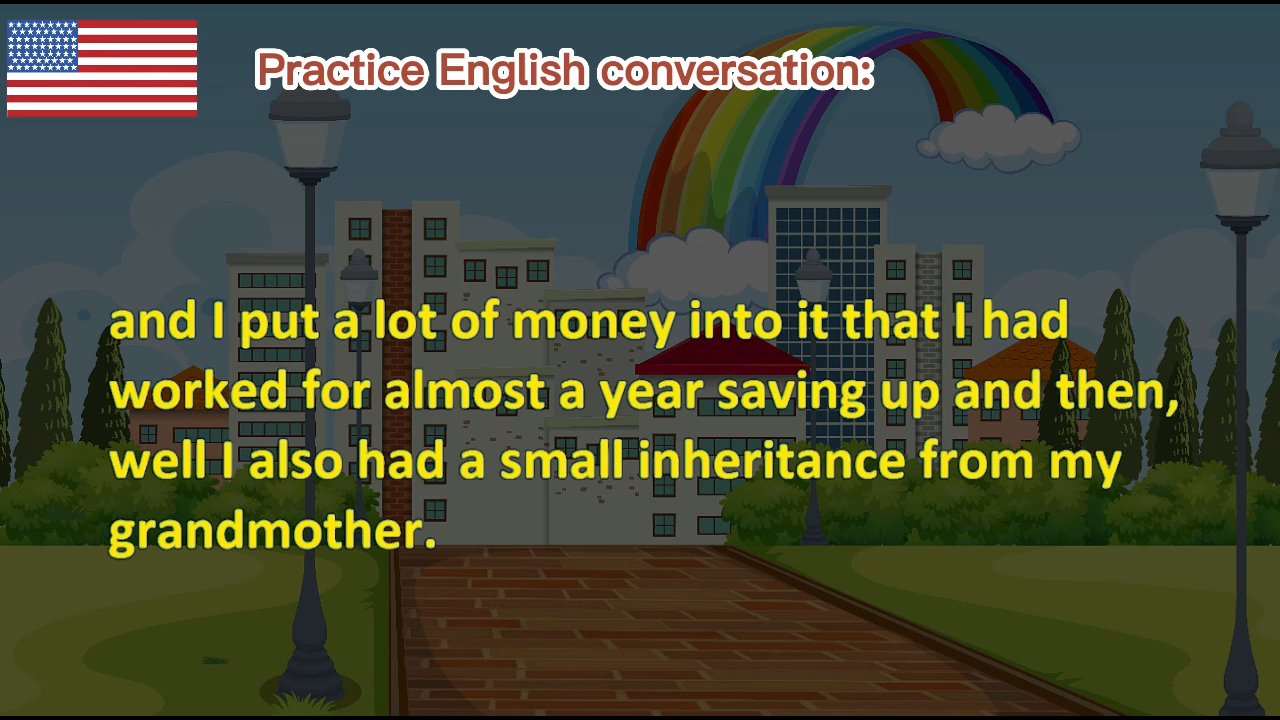 Practice English conversation:
and I put a lot of money into it that I had
worked for almost a year saving up and then,
well I also had a small inheritance from my
grandmother.